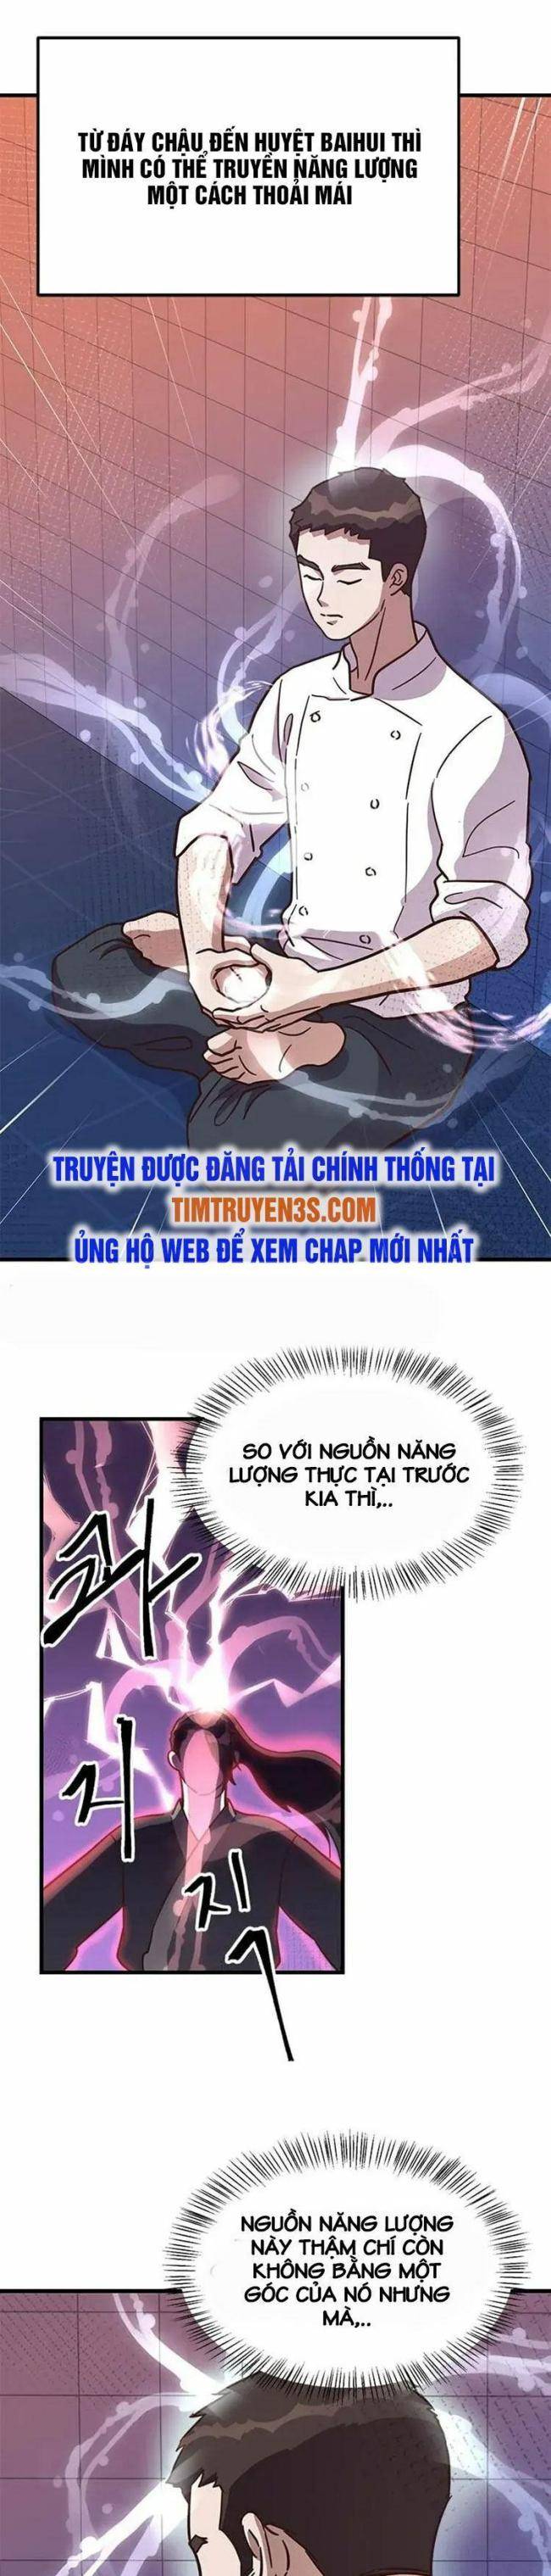 TỪ ĐÁY CHẬU ĐẾN HUYỆT BAIHUI THÌ
MÌNH CÓ THỂ TRUYỀN NĂNG LƯỢNG
MỘT CÁCH THOẢI MÁI
TRUYỆN ĐƯỢC ĐĂNG TẢI CHÍNH THỐNG TẠI
TIMTRUYEN3S.COM
ỦNG HỘ WEB ĐỂ XEM CHAP MỚI NHẤT
SO VỚI NGUỒN NĂNG
LƯỢNG THỰC TẠI TRƯỚC
KIA THÌ,..
콰
지
지
NGUỒN NĂNG LƯỢNG
NÀY THẬM CHÍ CÒN
KHÔNG BẰNG MỘT
GÓC CỦA NÓ NHƯNG
MÀ,..